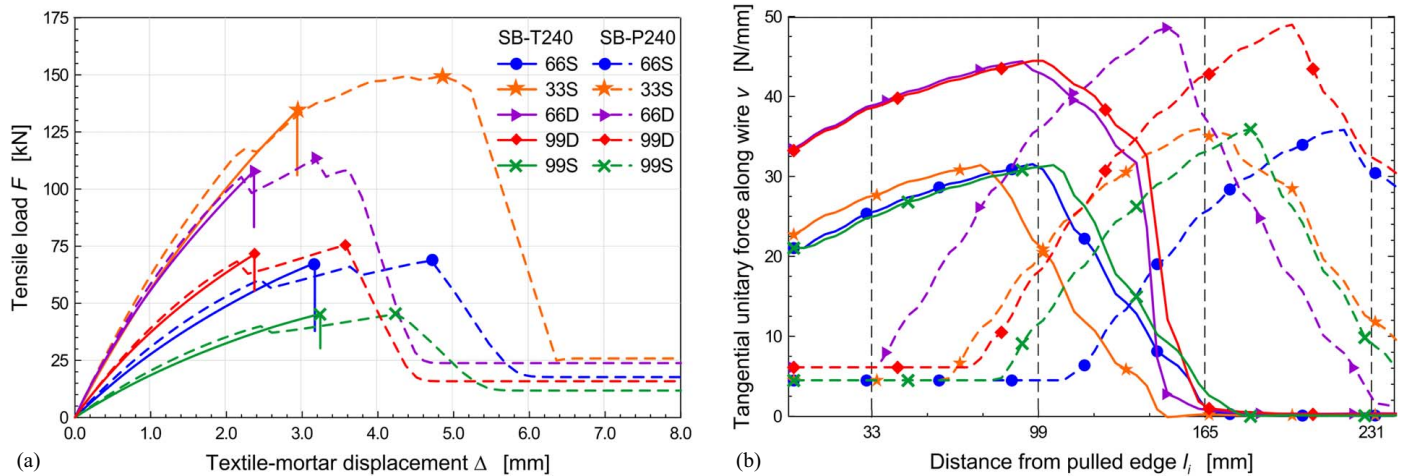 175
150
125
100
75
50
25
0
Tensile load F [kN]
0.0 1.0 2.0 3.0 4.0 5.0 6.0 7.0 8.0
(a) Textile-mortar displacement Δ [mm]
SB-T240 SB-P240
66S 66S
33S 33S
66D 66D
99D 99D
99S 99S
50
40
30
20
10
0
Tangential unitary force along wire v [N/mm]
33 99 165 231
(b) Distance from pulled edge lᵢ [mm]